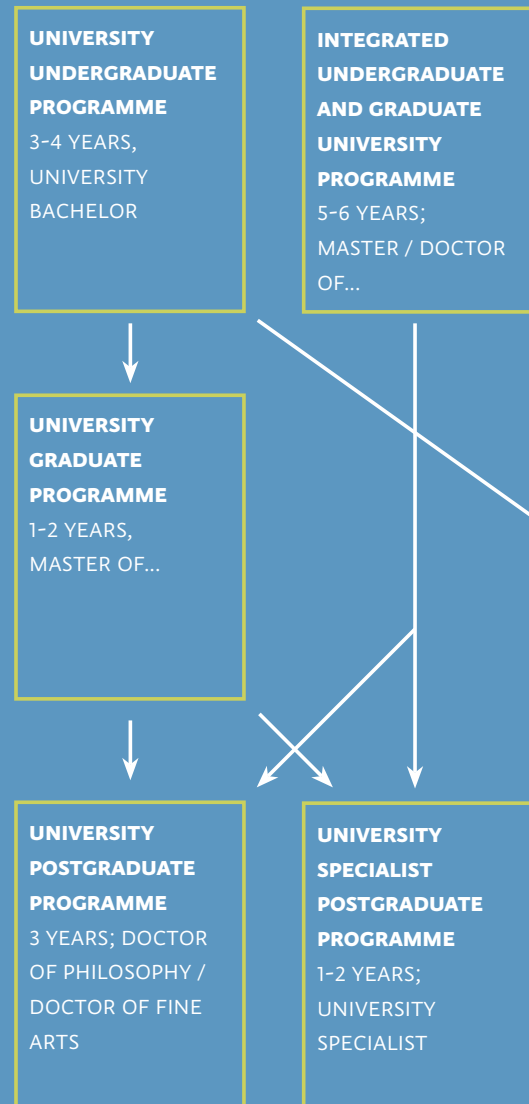 UNIVERSITY
UNDERGRADUATE
PROGRAMME
3-4 YEARS,
UNIVERSITY
BACHELOR
INTEGRATED
UNDERGRADUATE
AND GRADUATE
UNIVERSITY
PROGRAMME
5-6 YEARS;
MASTER / DOCTOR
OF...
UNIVERSITY
GRADUATE
PROGRAMME
1-2 YEARS,
MASTER OF...
UNIVERSITY
POSTGRADUATE
PROGRAMME
3 YEARS; DOCTOR
OF PHILOSOPHY /
DOCTOR OF FINE
ARTS
UNIVERSITY
SPECIALIST
POSTGRADUATE
PROGRAMME
1-2 YEARS;
UNIVERSITY
SPECIALIST